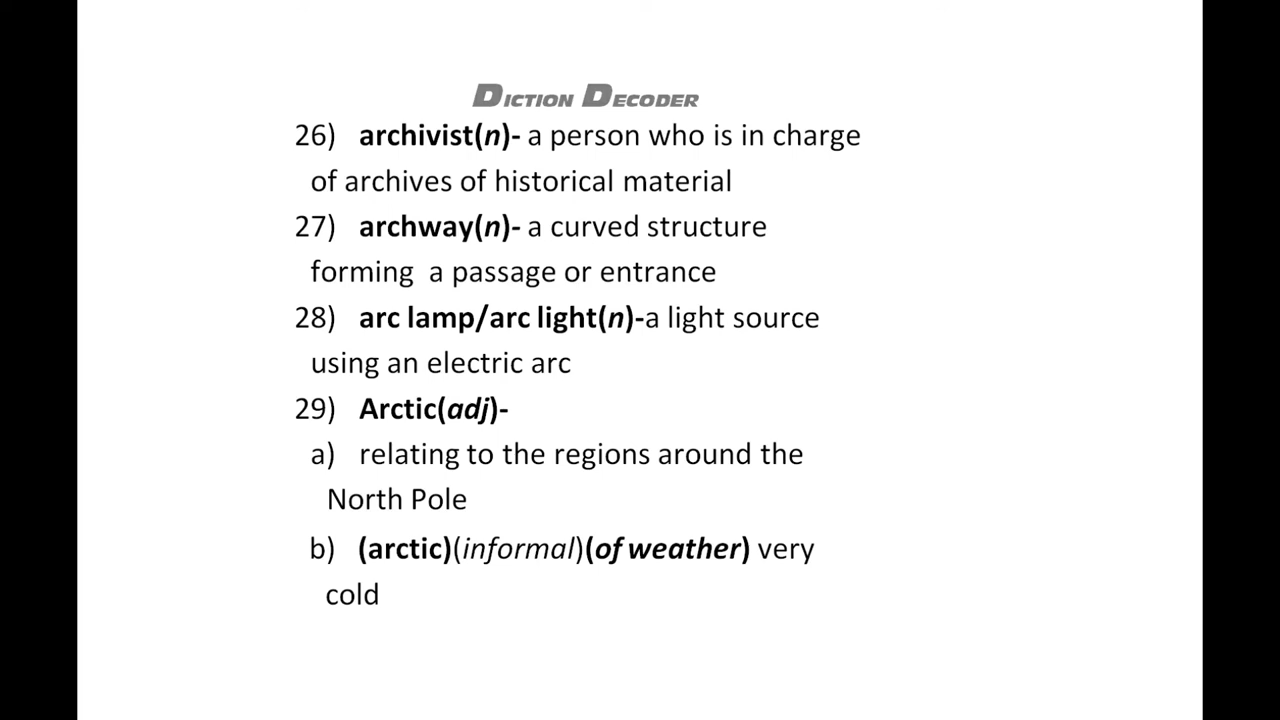 DICTION DECODER
26) archivist(n)- a person who is in charge
of archives of historical material
27) archway(n)- a curved structure
forming a passage or entrance
28) arc lamp/arc light(n)-a light source
using an electric arc
29) Arctic(adj)-
a) relating to the regions around the
North Pole
b) (arctic)(informal)(of weather) very
cold